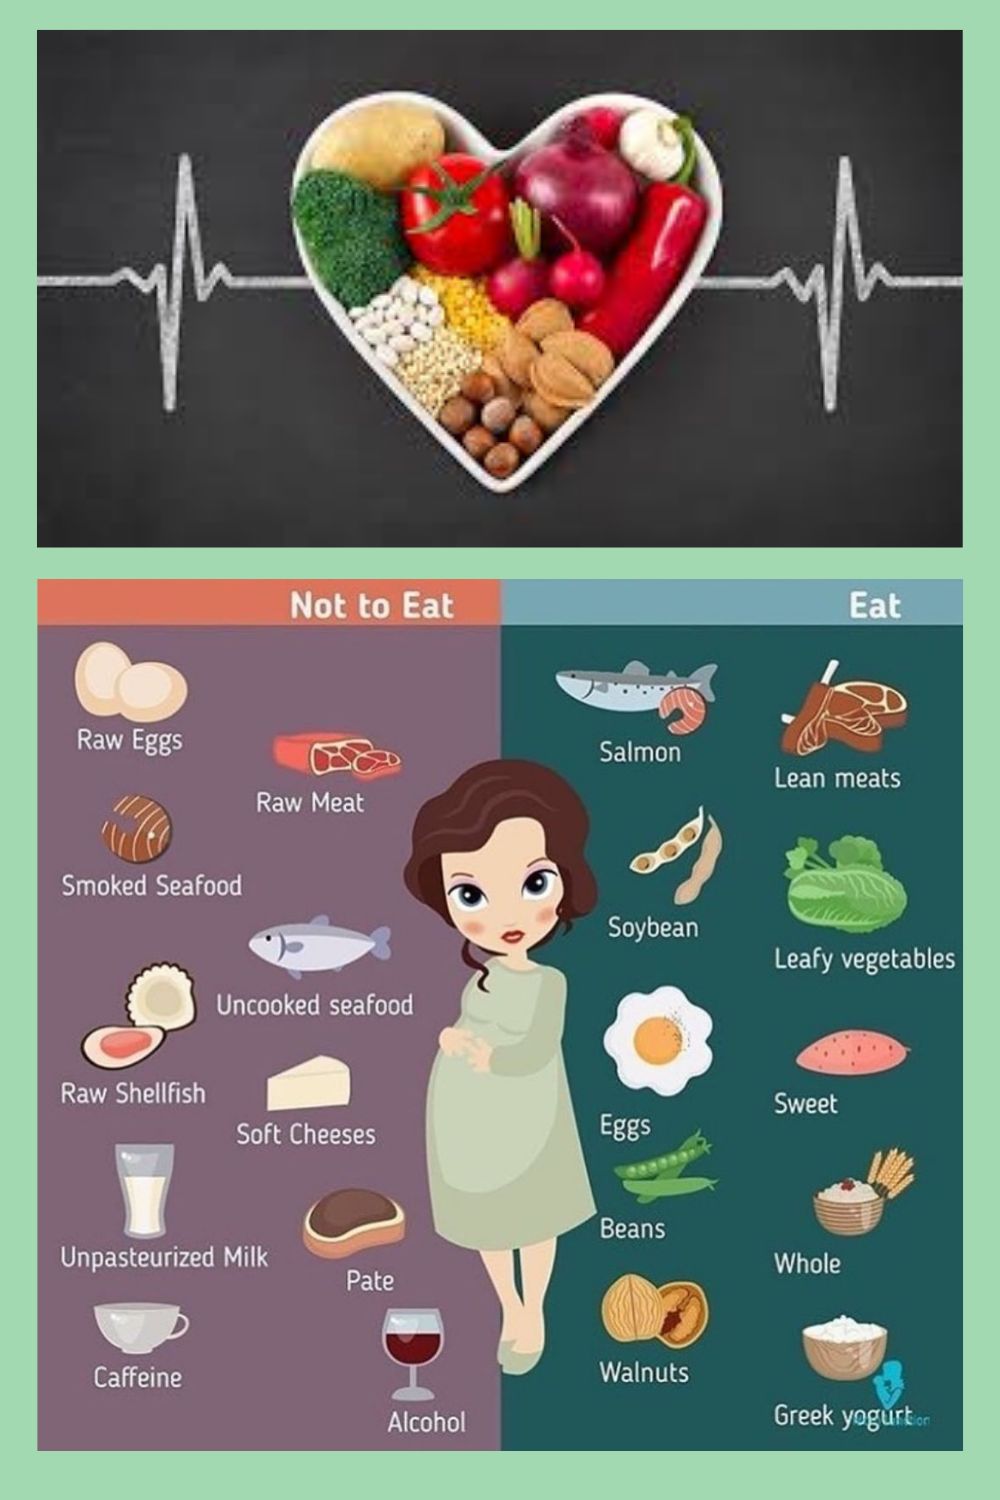 Not to Eat
Eat
Raw Eggs
Raw Meat
Smoked Seafood
Uncooked seafood
Raw Shellfish
Soft Cheeses
Unpasteurized Milk
Pate
Caffeine
Alcohol
Salmon
Lean meats
Soybean
Leafy vegetables
Eggs
Sweet
Beans
Whole
Walnuts
Greek yogurt